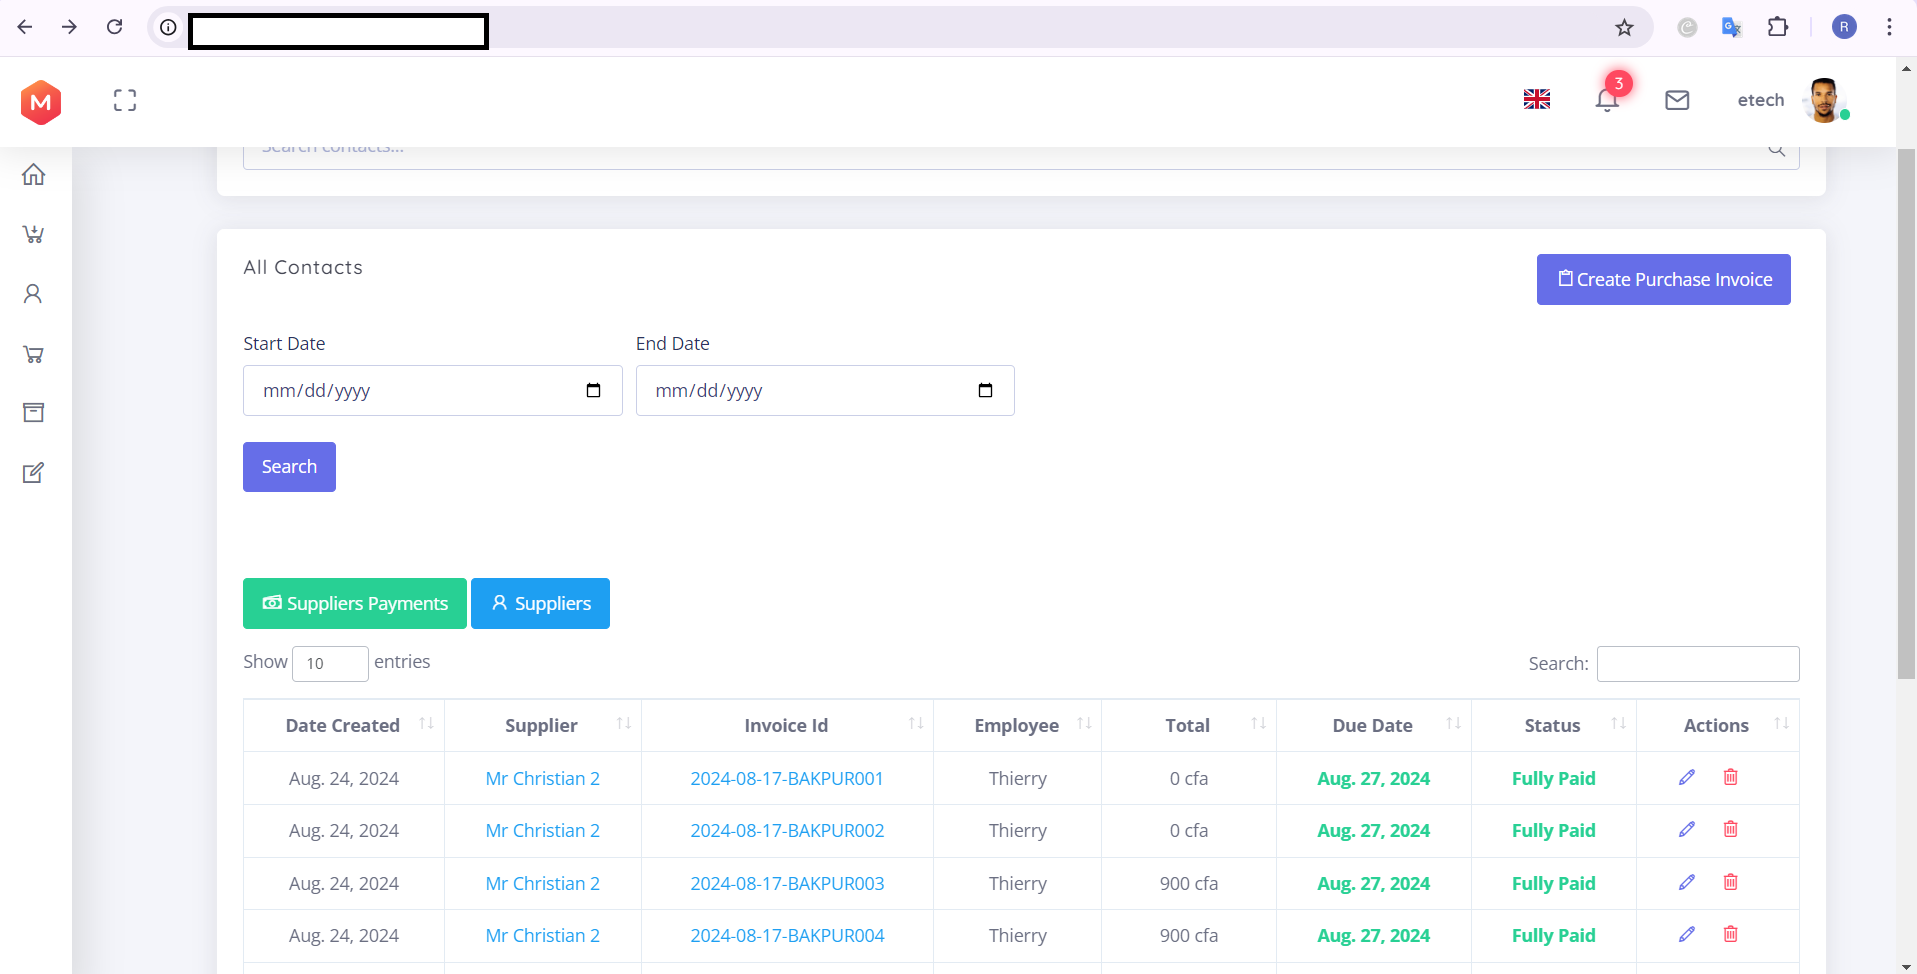 R
M
3
etech
Search contacts...
All Contacts
Create Purchase Invoice
Start Date
End Date
mm/dd/yyyy
mm/dd/yyyy
Search
Suppliers Payments
Suppliers
Show 10 entries
Search:
Date Created Supplier Invoice Id Employee Total Due Date Status Actions
Aug. 24, 2024 Mr Christian 2 2024-08-17-BAKPUR001 Thierry 0 cfa Aug. 27, 2024 Fully Paid
Aug. 24, 2024 Mr Christian 2 2024-08-17-BAKPUR002 Thierry 0 cfa Aug. 27, 2024 Fully Paid
Aug. 24, 2024 Mr Christian 2 2024-08-17-BAKPUR003 Thierry 900 cfa Aug. 27, 2024 Fully Paid
Aug. 24, 2024 Mr Christian 2 2024-08-17-BAKPUR004 Thierry 900 cfa Aug. 27, 2024 Fully Paid